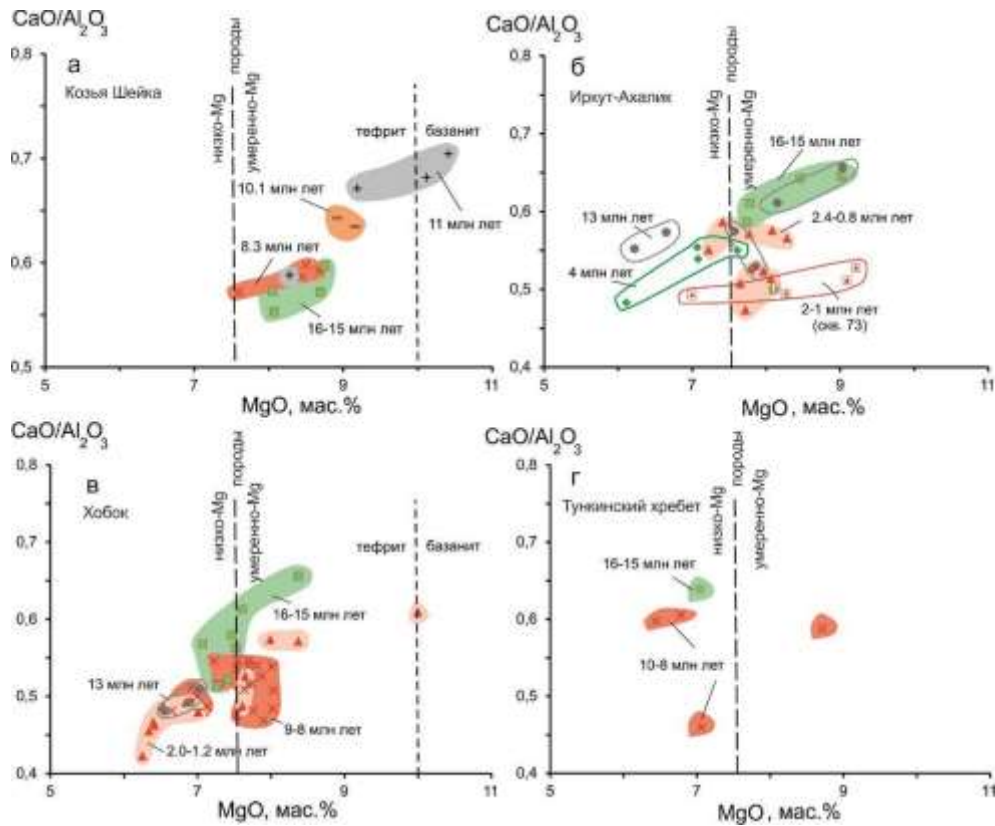 CaO/Al2O3
0,8
0,7
0,6
0,5
а
Козья Шейка
низко-Mg
умеренно-Mg
породы
тефрит
базанит
10.1 млн лет
11 млн лет
8.3 млн лет
16-15 млн лет
5
7
9
11
MgO, мас.%
CaO/Al2O3
0,8
0,7
0,6
0,5
0,4
б
Иркут-Ахалик
низко-Mg
умеренно-Mg
породы
16-15 млн лет
13 млн лет
2.4-0.8 млн лет
4 млн лет
2-1 млн лет
(скв. 73)
5
7
9
11
MgO, мас.%
CaO/Al2O3
0,8
0,7
0,6
0,5
0,4
в
Хобок
низко-Mg
умеренно-Mg
породы
тефрит
базанит
16-15 млн лет
13 млн лет
9-8 млн лет
2.0-1.2 млн лет
5
7
9
11
MgO, мас.%
CaO/Al2O3
0,8
0,7
0,6
0,5
0,4
г
Тункинский хребет
низко-Mg
умеренно-Mg
породы
16-15 млн лет
10-8 млн лет
5
7
9
11
MgO, мас.%